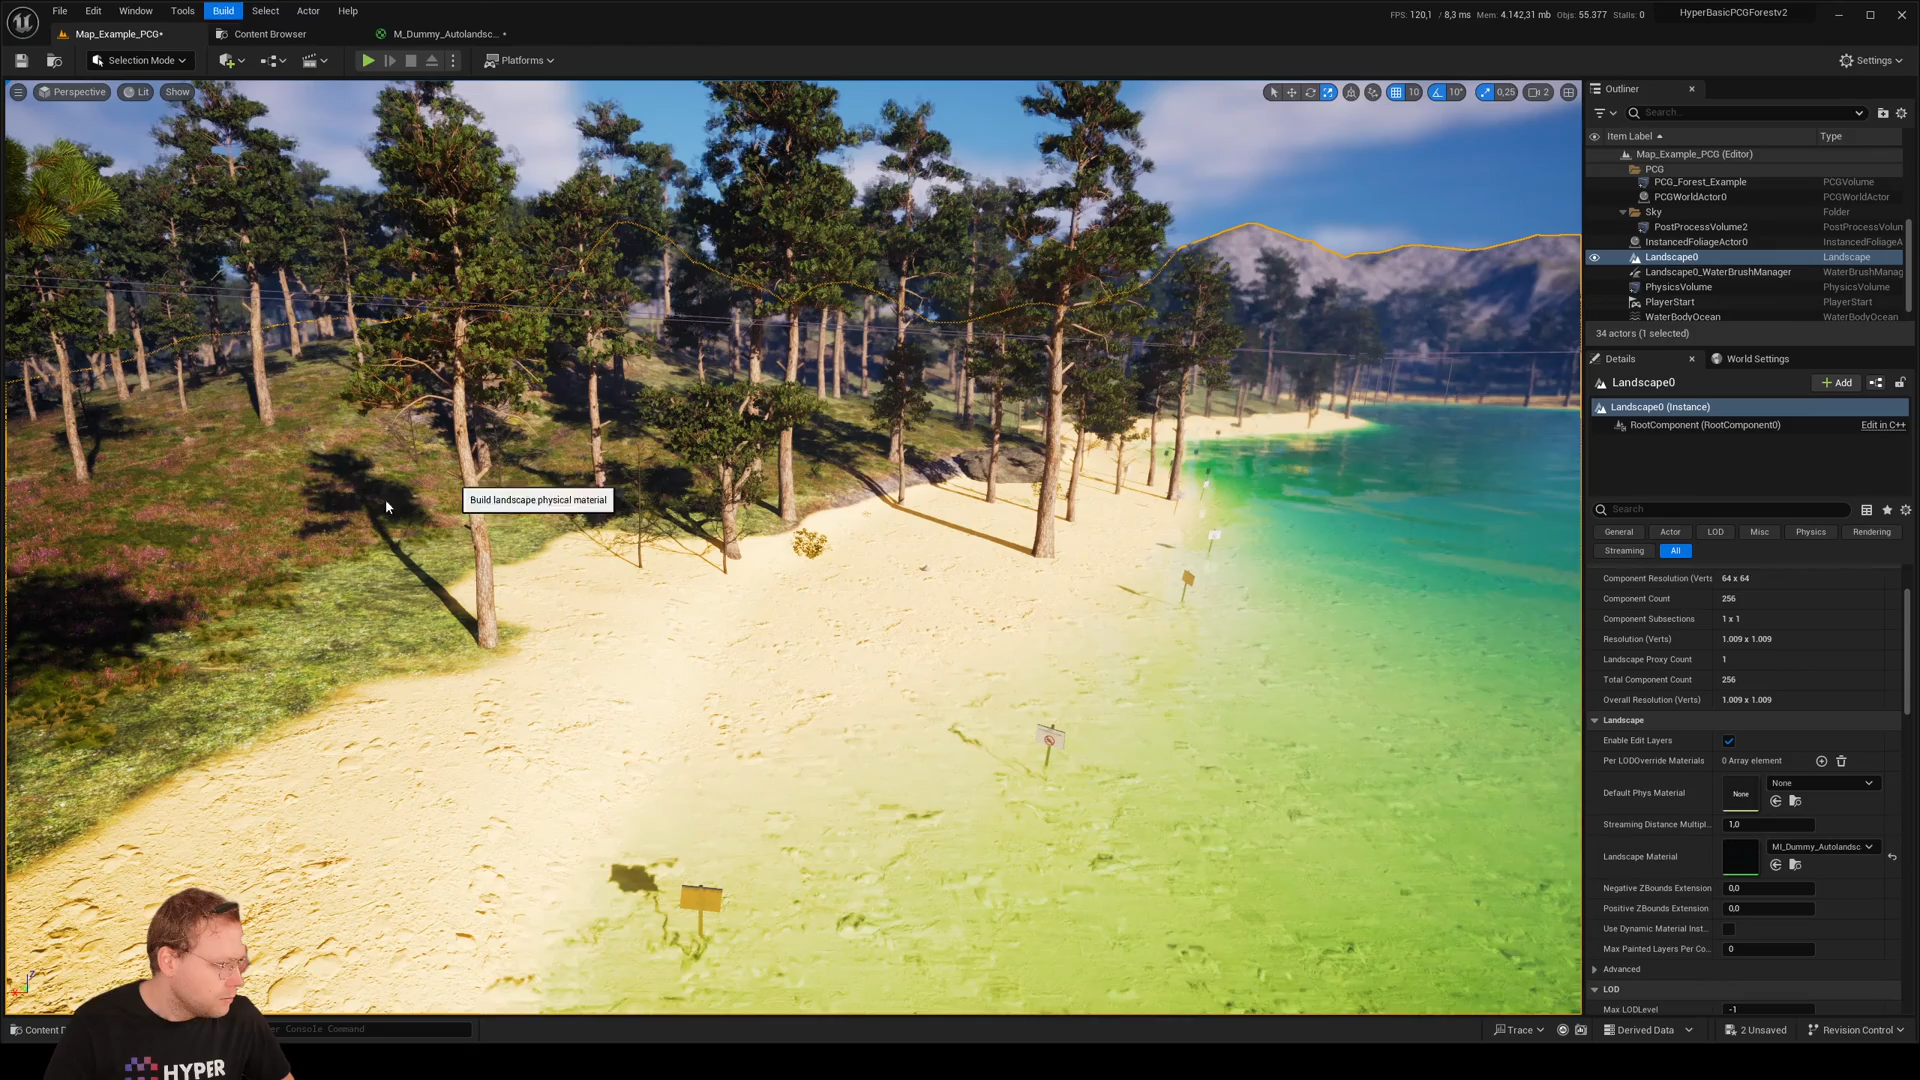 File Edit Window Tools Build Select Actor Help
FPS: 120,1 / 8,3 ms Mem: 4.142,31 mb Objs: 55.377 Stalls: 0
HyperBasicPCGForestv2
Map_Example_PCG•
Content Browser
M_Dummy_Autolandsc... •
Selection Mode
Platforms
Settings
Perspective Lit Show
10 10° 0,25 2
Build landscape physical material
HYPER
Outliner
Search...
Item Label Type
Map_Example_PCG (Editor)
PCG
PCG_Forest_Example PCGVolume
PCGWorldActor0 PCGWorldActor
Sky Folder
PostProcessVolume2 PostProcessVolun
InstancedFoliageActor0 InstancedFoliageA
Landscape0 Landscape
Landscape0_WaterBrushManager WaterBrushManag
PhysicsVolume PhysicsVolume
PlayerStart PlayerStart
WaterBodyOcean WaterBodyOcean
34 actors (1 selected)
Details World Settings
Landscape0 Add
Landscape0 (Instance)
RootComponent (RootComponent0) Edit in C++
Search
General Actor LOD Misc Physics Rendering
Streaming All
Component Resolution (Verts 64 x 64
Component Count 256
Component Subsections 1 x 1
Resolution (Verts) 1.009 x 1.009
Landscape Proxy Count 1
Total Component Count 256
Overall Resolution (Verts) 1.009 x 1.009
Landscape
Enable Edit Layers
Per LODOverride Materials 0 Array element
Default Phys Material None None
Streaming Distance Multipl... 1,0
Landscape Material MI_Dummy_Autolandsc
Negative ZBounds Extension 0,0
Positive ZBounds Extension 0,0
Use Dynamic Material Inst...
Max Painted Layers Per Co... 0
Advanced
LOD
Max LODLevel -1
Content D
er Console Command
Trace Derived Data 2 Unsaved Revision Control